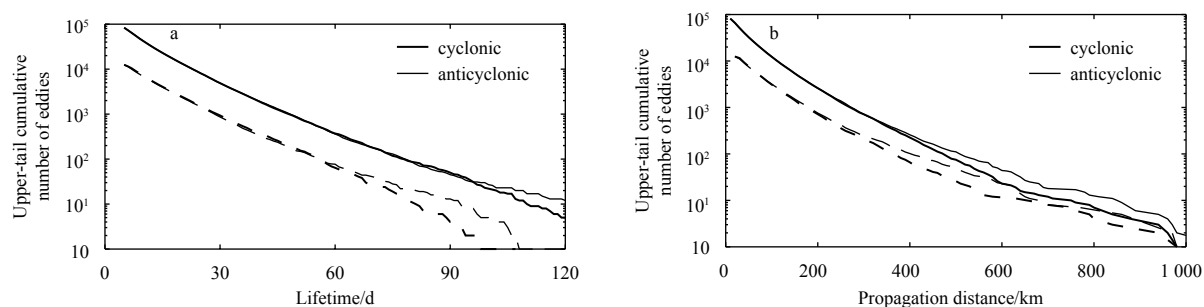 10⁵
10⁴
10³
10²
10¹
10
Upper-tail cumulative
number of eddies
a
cyclonic
anticyclonic
0 30 60 90 120
Lifetime/d
10⁵
10⁴
10³
10²
10¹
10
Upper-tail cumulative
number of eddies
b
cyclonic
anticyclonic
0 200 400 600 800 1 000
Propagation distance/km